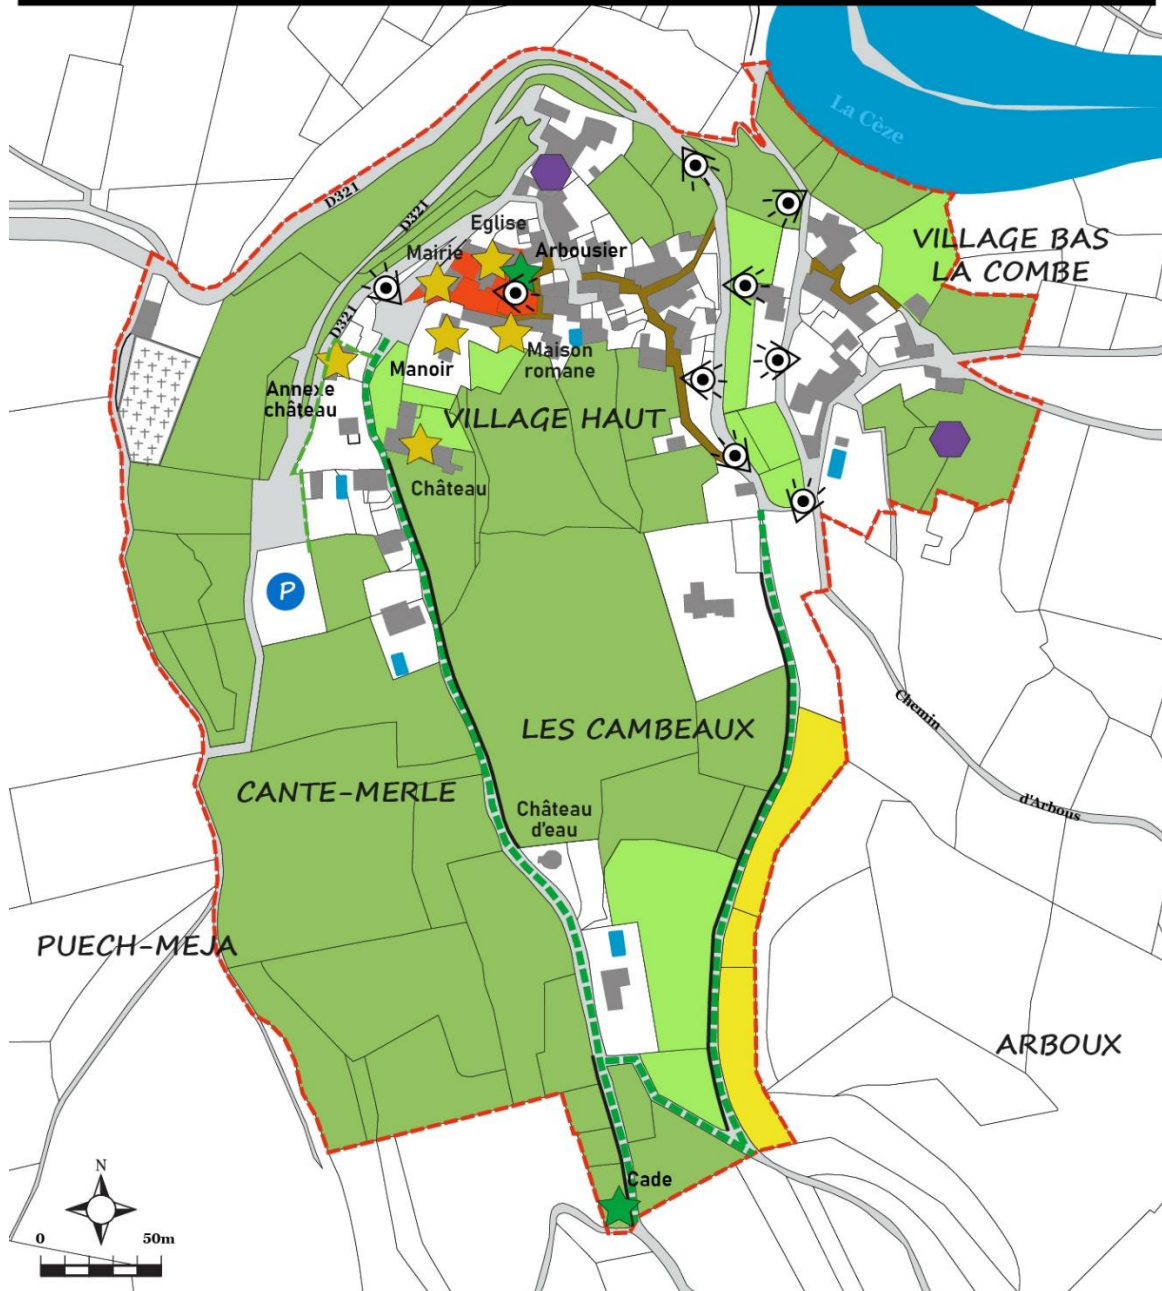 La Cèze
D321
D321
Eglise
Mairie
Arbousier
VILLAGE BAS
LA COMBE
D321
Manoir
Maison
romane
Annexe
château
VILLAGE HAUT
Château
P
Chemin
d'Arbous
LES CAMBEAUX
CANTE-MERLE
Château
d'eau
PUECH-MEJA
ARBOUX
Cade
N
0
50m